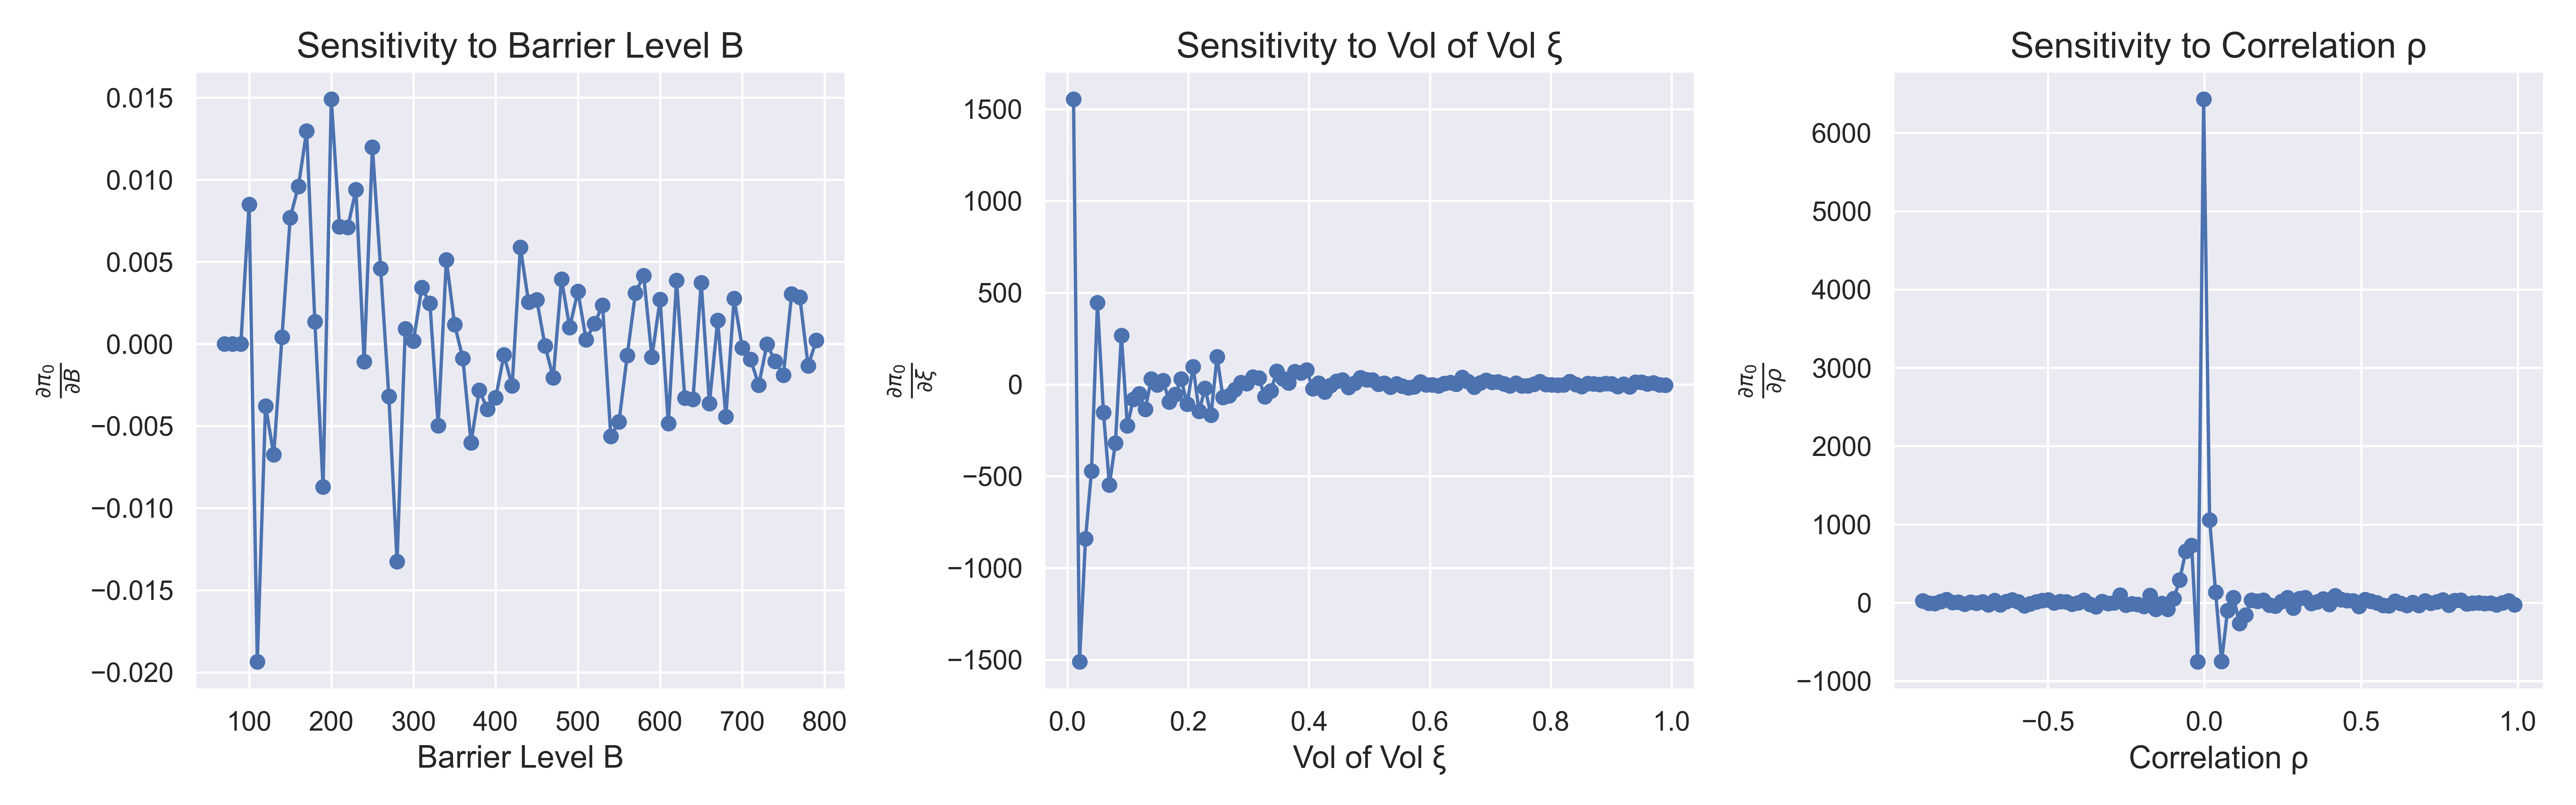 Sensitivity to Barrier Level B
0.015
0.010
0.005
0.000
−0.005
−0.010
−0.015
−0.020
∂π₀
∂B
100 200 300 400 500 600 700 800
Barrier Level B
Sensitivity to Vol of Vol ξ
1500
1000
500
0
−500
−1000
−1500
∂π₀
∂ξ
0.0 0.2 0.4 0.6 0.8 1.0
Vol of Vol ξ
Sensitivity to Correlation ρ
6000
5000
4000
3000
2000
1000
0
−1000
∂π₀
∂ρ
−0.5 0.0 0.5 1.0
Correlation ρ